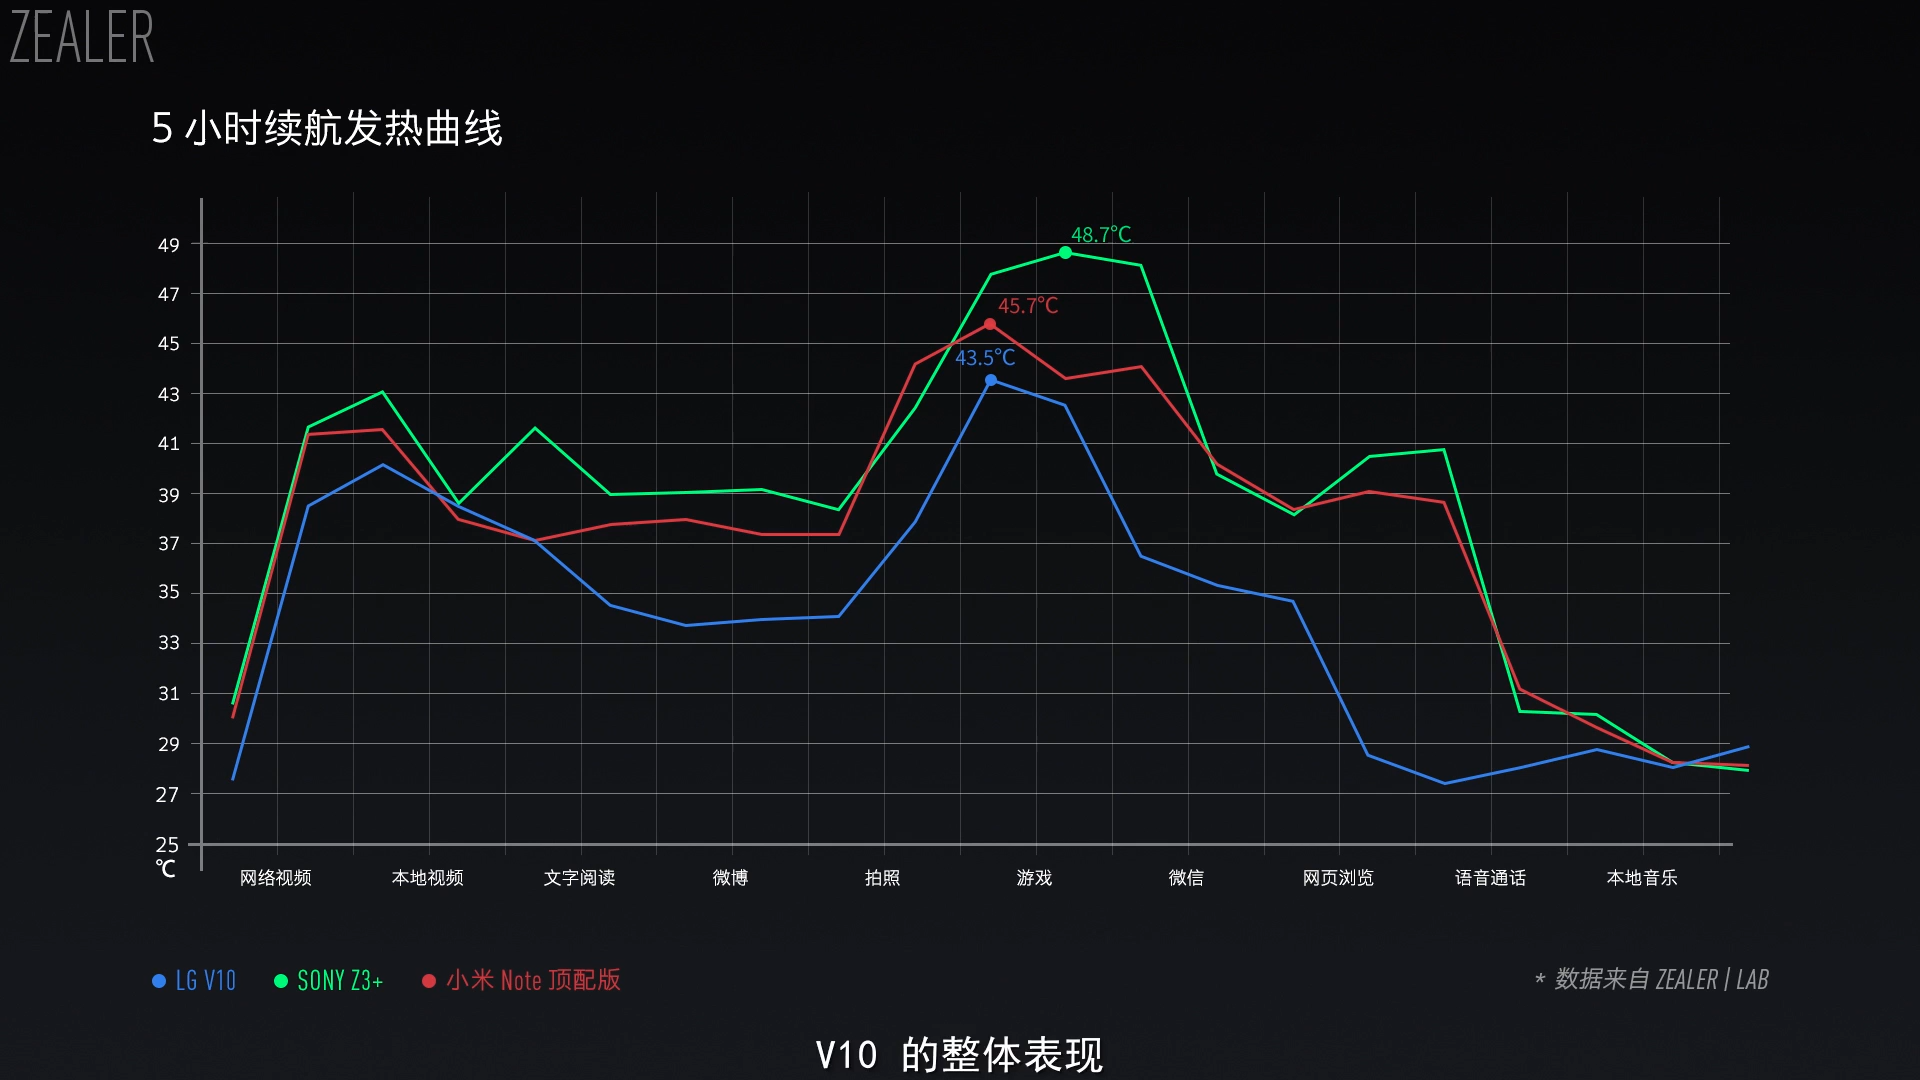 ZEALER
5 小时续航发热曲线
49
47
45
43
41
39
37
35
33
31
29
27
25
℃
48.7℃
45.7℃
43.5℃
网络视频 本地视频 文字阅读 微博 拍照 游戏 微信 网页浏览 语音通话 本地音乐
LG V10 SONY Z3+ 小米 Note 顶配版
* 数据来自 ZEALER | LAB
V10 的整体表现